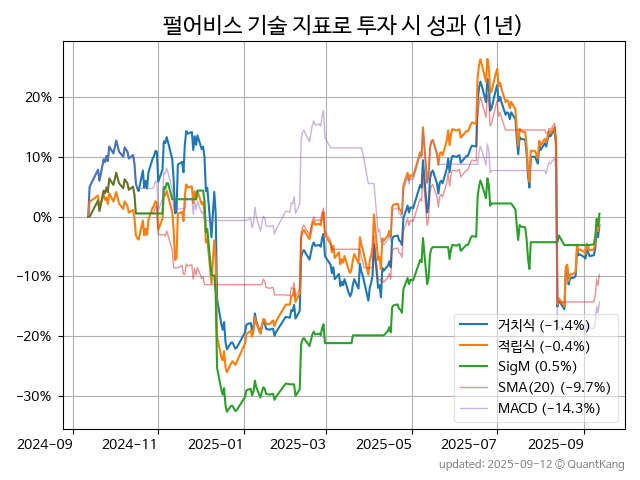 펄어비스 기술 지표로 투자 시 성과 (1년)
20%
10%
0%
−10%
−20%
−30%
거치식 (−1.4%)
적립식 (−0.4%)
SigM (0.5%)
SMA(20) (−9.7%)
MACD (−14.3%)
2024-09
2024-11
2025-01
2025-03
2025-05
2025-07
2025-09
updated: 2025-09-12 ⓒ QuantKang